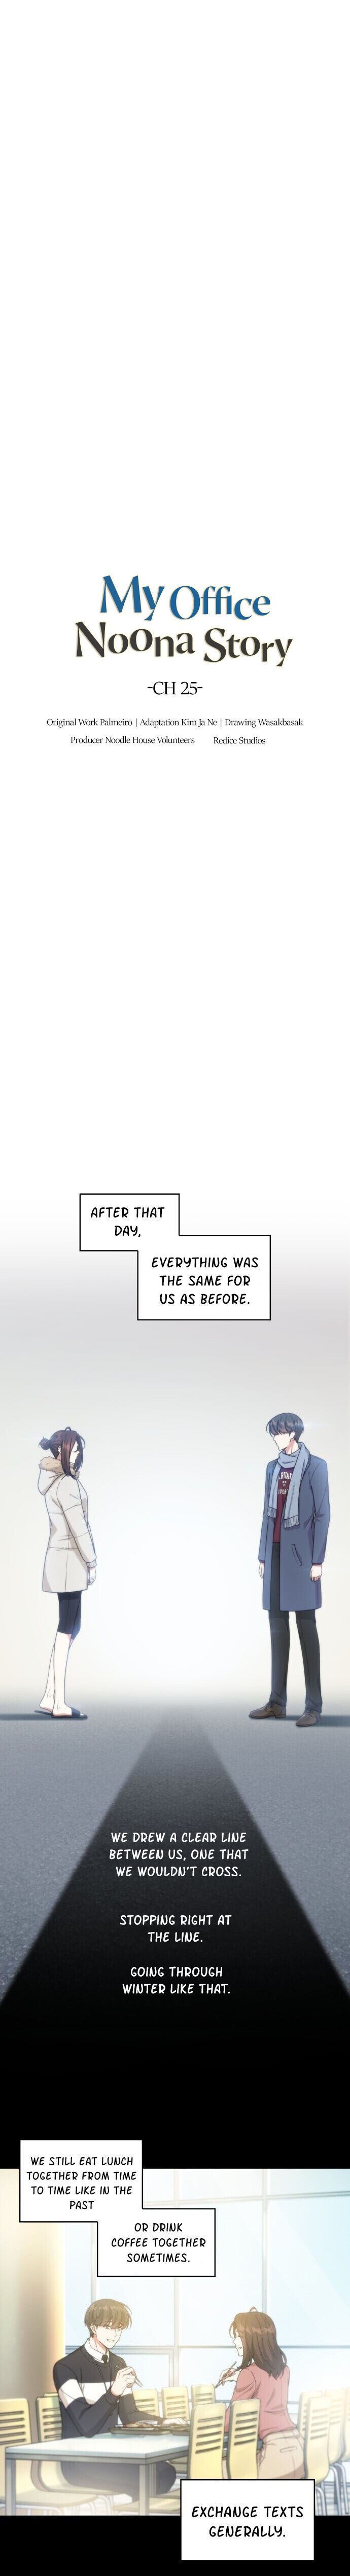 My Office
Noona Story
-CH 25-
Original Work Palmeiro | Adaptation Kim Ja Ne | Drawing Wasakbasak
Producer Noodle House Volunteers Redice Studios
AFTER THAT
DAY,
EVERYTHING WAS
THE SAME FOR
US AS BEFORE.
WE DREW A CLEAR LINE
BETWEEN US, ONE THAT
WE WOULDN'T CROSS.
STOPPING RIGHT AT
THE LINE.
GOING THROUGH
WINTER LIKE THAT.
WE STILL EAT LUNCH
TOGETHER FROM TIME
TO TIME LIKE IN THE
PAST
OR DRINK
COFFEE TOGETHER
SOMETIMES.
EXCHANGE TEXTS
GENERALLY.